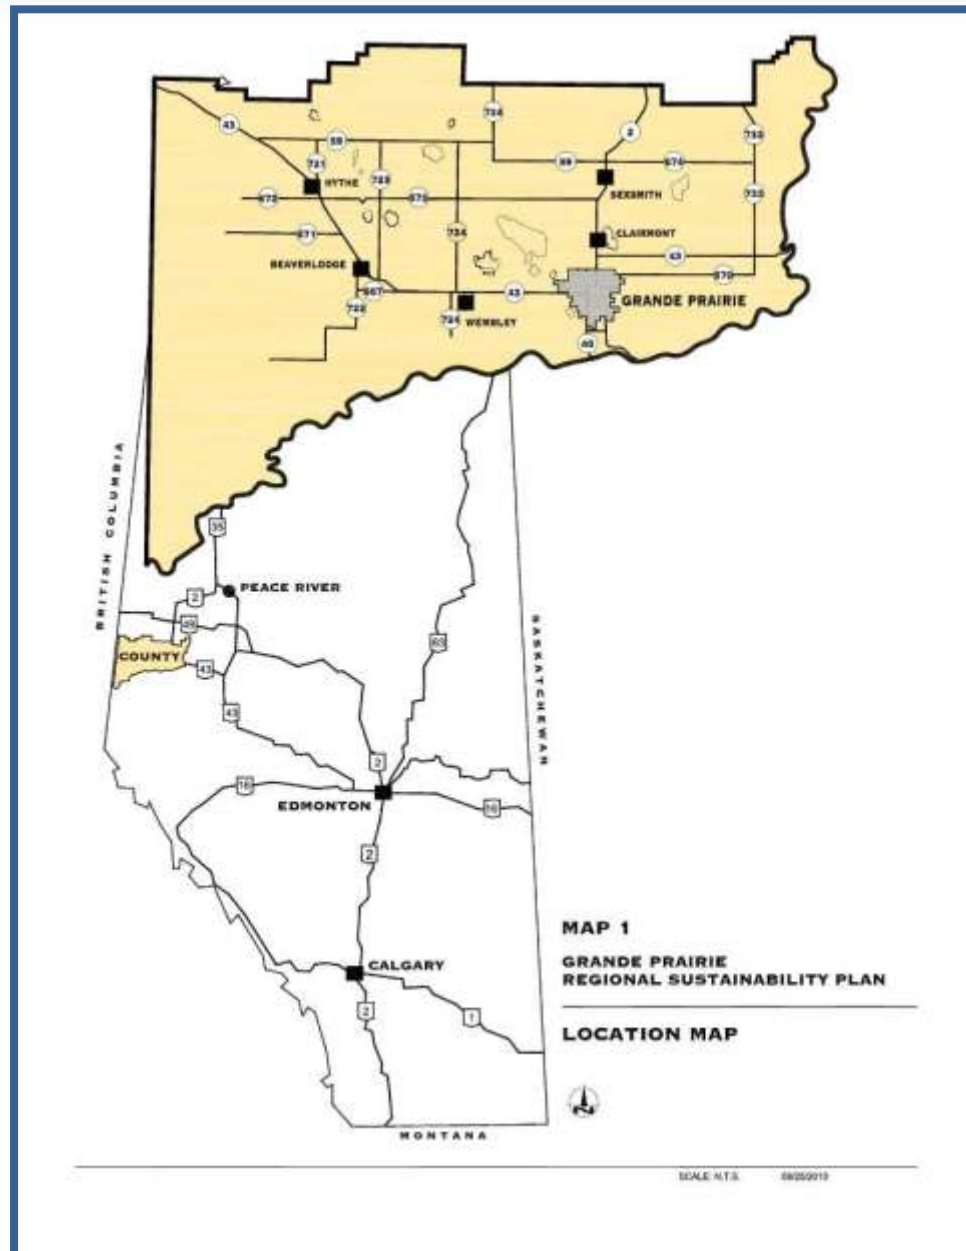 734
2
43
59
733
721
59
674
HYTHE
723
SEXSMITH
733
672
672
671
724
CLAIRMONT
BEAVERLODGE
43
670
667
43
GRANDE PRAIRIE
722
724
WEMBLEY
40
BRITISH COLUMBIA
35
PEACE RIVER
2
49
63
SASKATCHEWAN
COUNTY
43
43
2
16
EDMONTON
16
2
MAP 1
GRANDE PRAIRIE
REGIONAL SUSTAINABILITY PLAN
CALGARY
2
1
LOCATION MAP
MONTANA
SCALE: N.T.S.